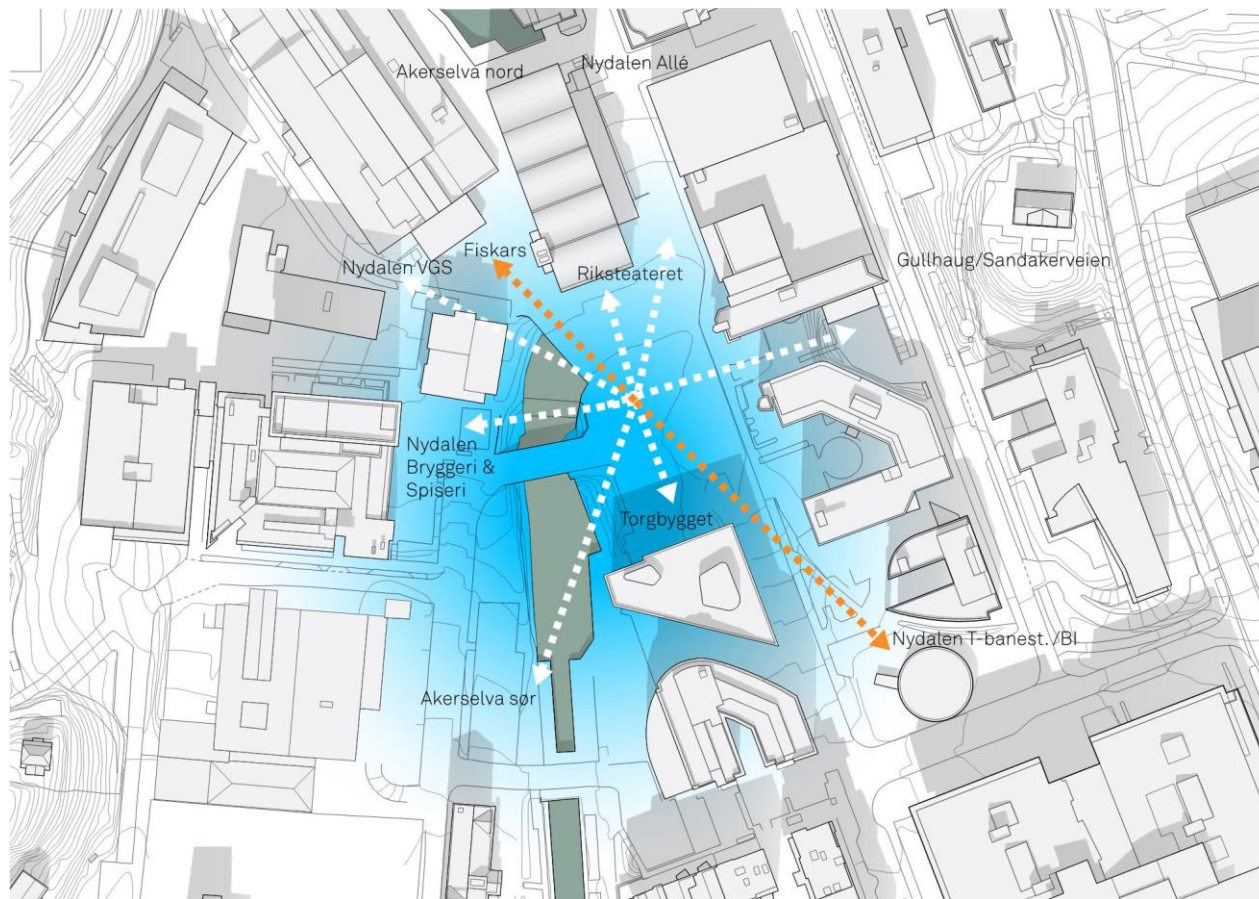 Nydalen Allé
Akerselva nord
Fiskars
Nydalen VGS
Riksteateret
Gullhaug/Sandakerveien
Nydalen
Bryggeri &
Spiseri
Torgbygget
Nydalen T-banest./BI
Akerselva sør